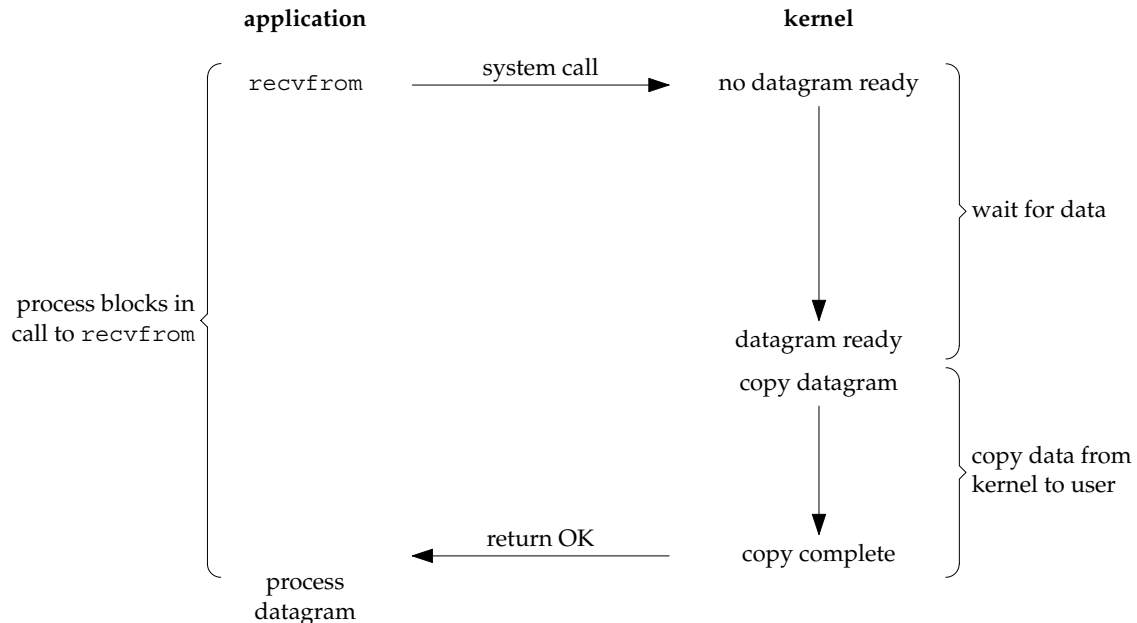 application
kernel
recvfrom
system call
no datagram ready
wait for data
process blocks in
call to recvfrom
datagram ready
copy datagram
copy data from
kernel to user
return OK
copy complete
process
datagram